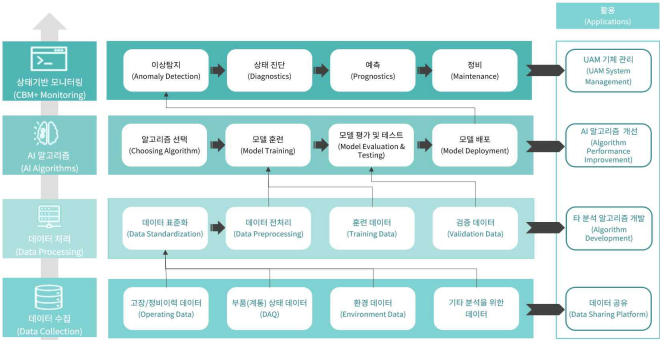 활용
(Applications)
상태기반 모니터링
(CBM+ Monitoring)
이상탐지
(Anomaly Detection)
상태 진단
(Diagnostics)
예측
(Prognostics)
정비
(Maintenance)
UAM 기체 관리
(UAM System
Management)
AI 알고리즘
(AI Algorithms)
알고리즘 선택
(Choosing Algorithm)
모델 훈련
(Model Training)
모델 평가 및 테스트
(Model Evaluation &
Testing)
모델 배포
(Model Deployment)
AI 알고리즘 개선
(Algorithm
Performance
Improvement)
데이터 처리
(Data Processing)
데이터 표준화
(Data Standardization)
데이터 전처리
(Data Preprocessing)
훈련 데이터
(Training Data)
검증 데이터
(Validation Data)
타 분석 알고리즘 개발
(Algorithm
Development)
데이터 수집
(Data Collection)
고장/정비이력 데이터
(Operating Data)
부품(계통) 상태 데이터
(DAQ)
환경 데이터
(Environment Data)
기타 분석을 위한
데이터
데이터 공유
(Data Sharing Platform)